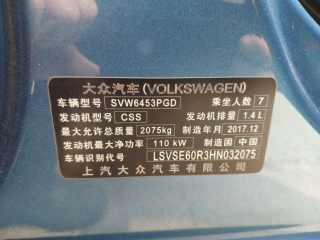 大众汽车(VOLKSWAGEN)
车辆型号 SVW6453PGD 乘坐人数 7
发动机型号 CSS 发动机排量 1.4 L
最大允许总质量 2075kg 制造年月 2017.12
发动机最大净功率 110 kW 制造国 中国
车辆识别代号 LSVSE60R3HN032075
上汽大众汽车有限公司